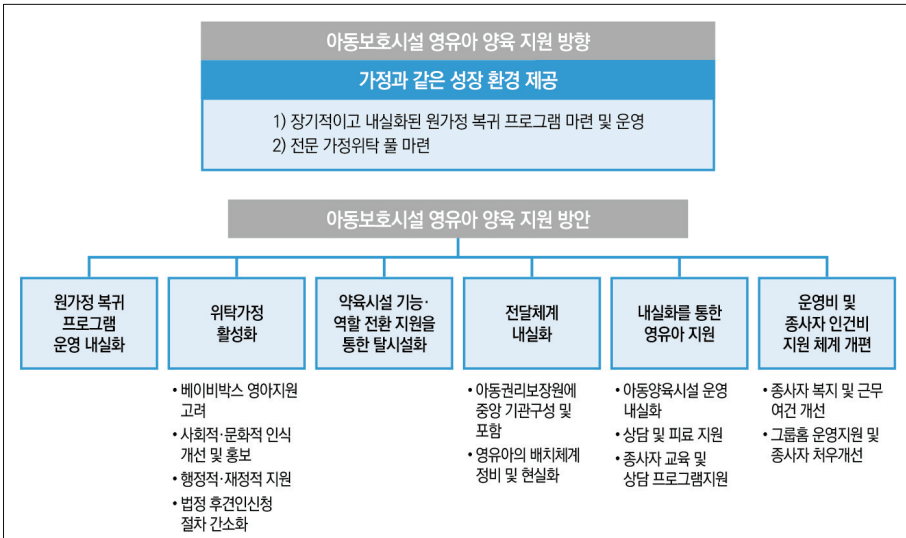 아동보호시설 영유아 양육 지원 방향
가정과 같은 성장 환경 제공
1) 장기적이고 내실화된 원가정 복귀 프로그램 마련 및 운영
2) 전문 가정위탁 풀 마련
아동보호시설 영유아 양육 지원 방안
원가정 복귀
프로그램
운영 내실화
위탁가정
활성화
• 베이비박스 영아지원
고려
• 사회적·문화적 인식
개선 및 홍보
• 행정적·재정적 지원
• 법정 후견인신청
절차 간소화
약육시설 기능·
역할 전환 지원을
통한 탈시설화
전달체계
내실화
• 아동권리보장원에
중앙 기관구성 및
포함
• 영유아의 배치체계
정비 및 현실화
내실화를 통한
영유아 지원
• 아동양육시설 운영
내실화
• 상담 및 피료 지원
• 종사자 교육 및
상담 프로그램지원
운영비 및
종사자 인건비
지원 체계 개편
• 종사자 복지 및 근무
여건 개선
• 그룹홈 운영지원 및
종사자 처우개선